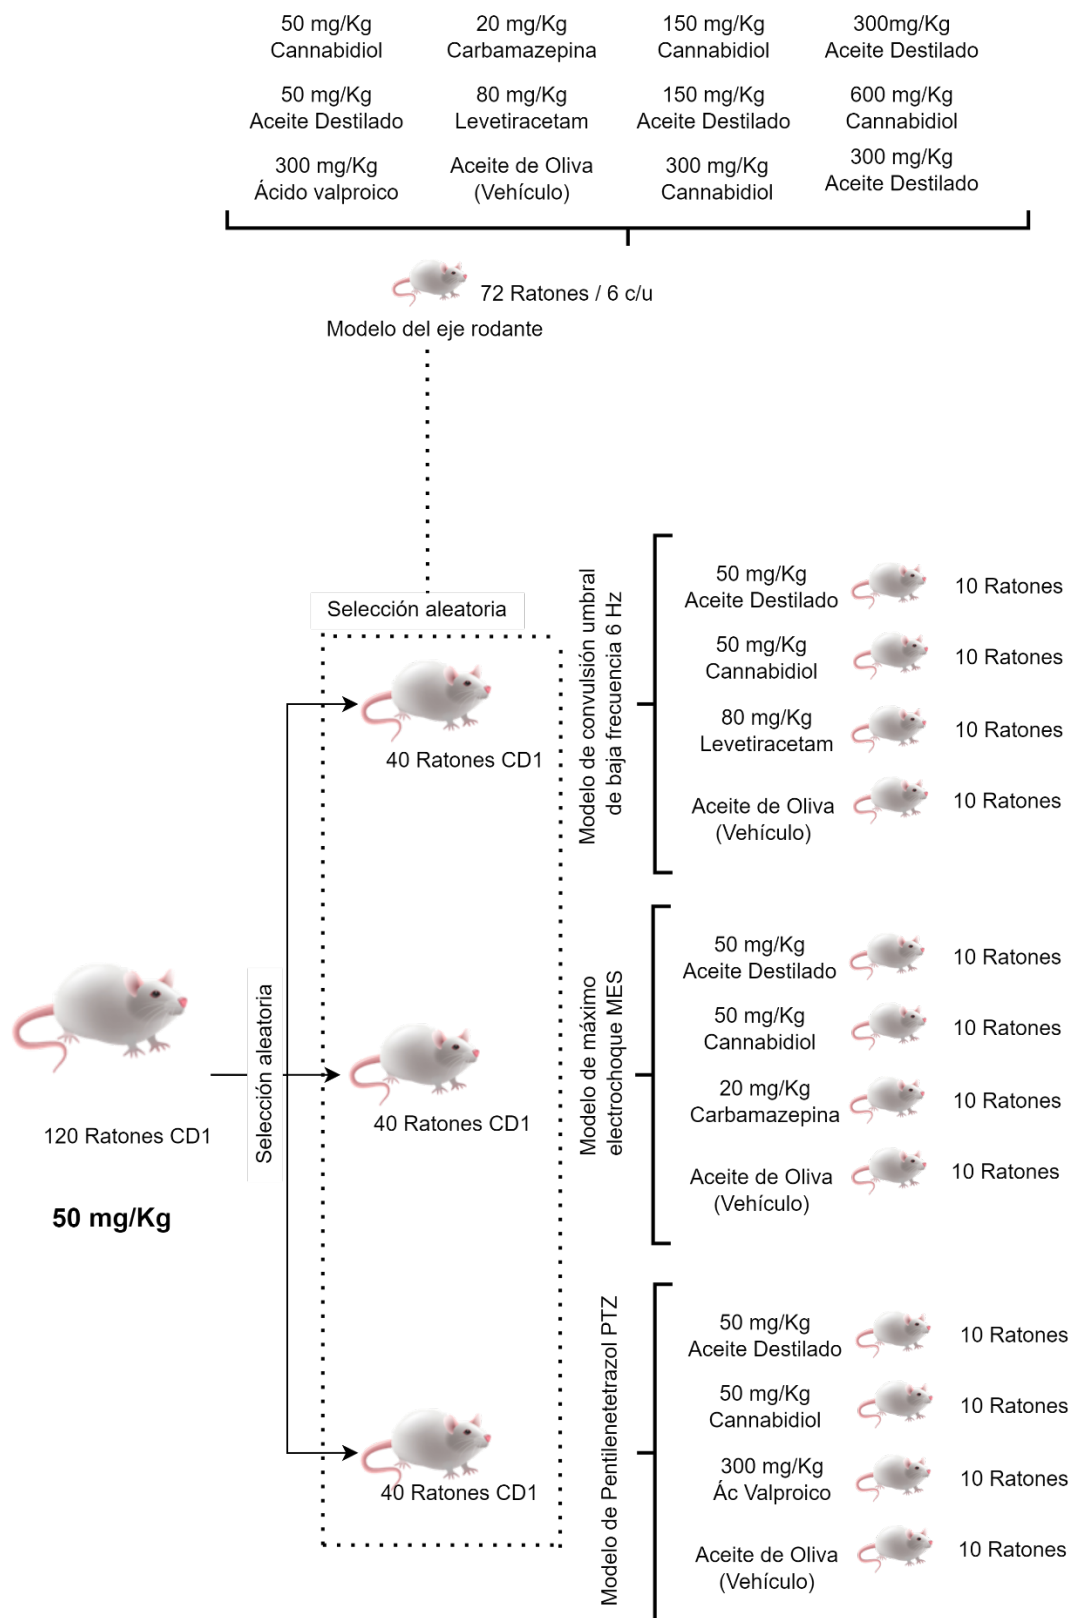 50 mg/Kg
Cannabidiol
20 mg/Kg
Carbamazepina
150 mg/Kg
Cannabidiol
300mg/Kg
Aceite Destilado
50 mg/Kg
Aceite Destilado
80 mg/Kg
Levetiracetam
150 mg/Kg
Aceite Destilado
600 mg/Kg
Cannabidiol
300 mg/Kg
Ácido valproico
Aceite de Oliva
(Vehículo)
300 mg/Kg
Cannabidiol
300 mg/Kg
Aceite Destilado
72 Ratones / 6 c/u
Modelo del eje rodante
Selección aleatoria
40 Ratones CD1
Modelo de convulsión umbral
de baja frecuencia 6 Hz
50 mg/Kg
Aceite Destilado
10 Ratones
50 mg/Kg
Cannabidiol
10 Ratones
80 mg/Kg
Levetiracetam
10 Ratones
Aceite de Oliva
(Vehículo)
10 Ratones
120 Ratones CD1
50 mg/Kg
Selección aleatoria
40 Ratones CD1
Modelo de máximo
electrochoque MES
50 mg/Kg
Aceite Destilado
10 Ratones
50 mg/Kg
Cannabidiol
10 Ratones
20 mg/Kg
Carbamazepina
10 Ratones
Aceite de Oliva
(Vehículo)
10 Ratones
40 Ratones CD1
Modelo de Pentilenetetrazol PTZ
50 mg/Kg
Aceite Destilado
10 Ratones
50 mg/Kg
Cannabidiol
10 Ratones
300 mg/Kg
Ác Valproico
10 Ratones
Aceite de Oliva
(Vehículo)
10 Ratones